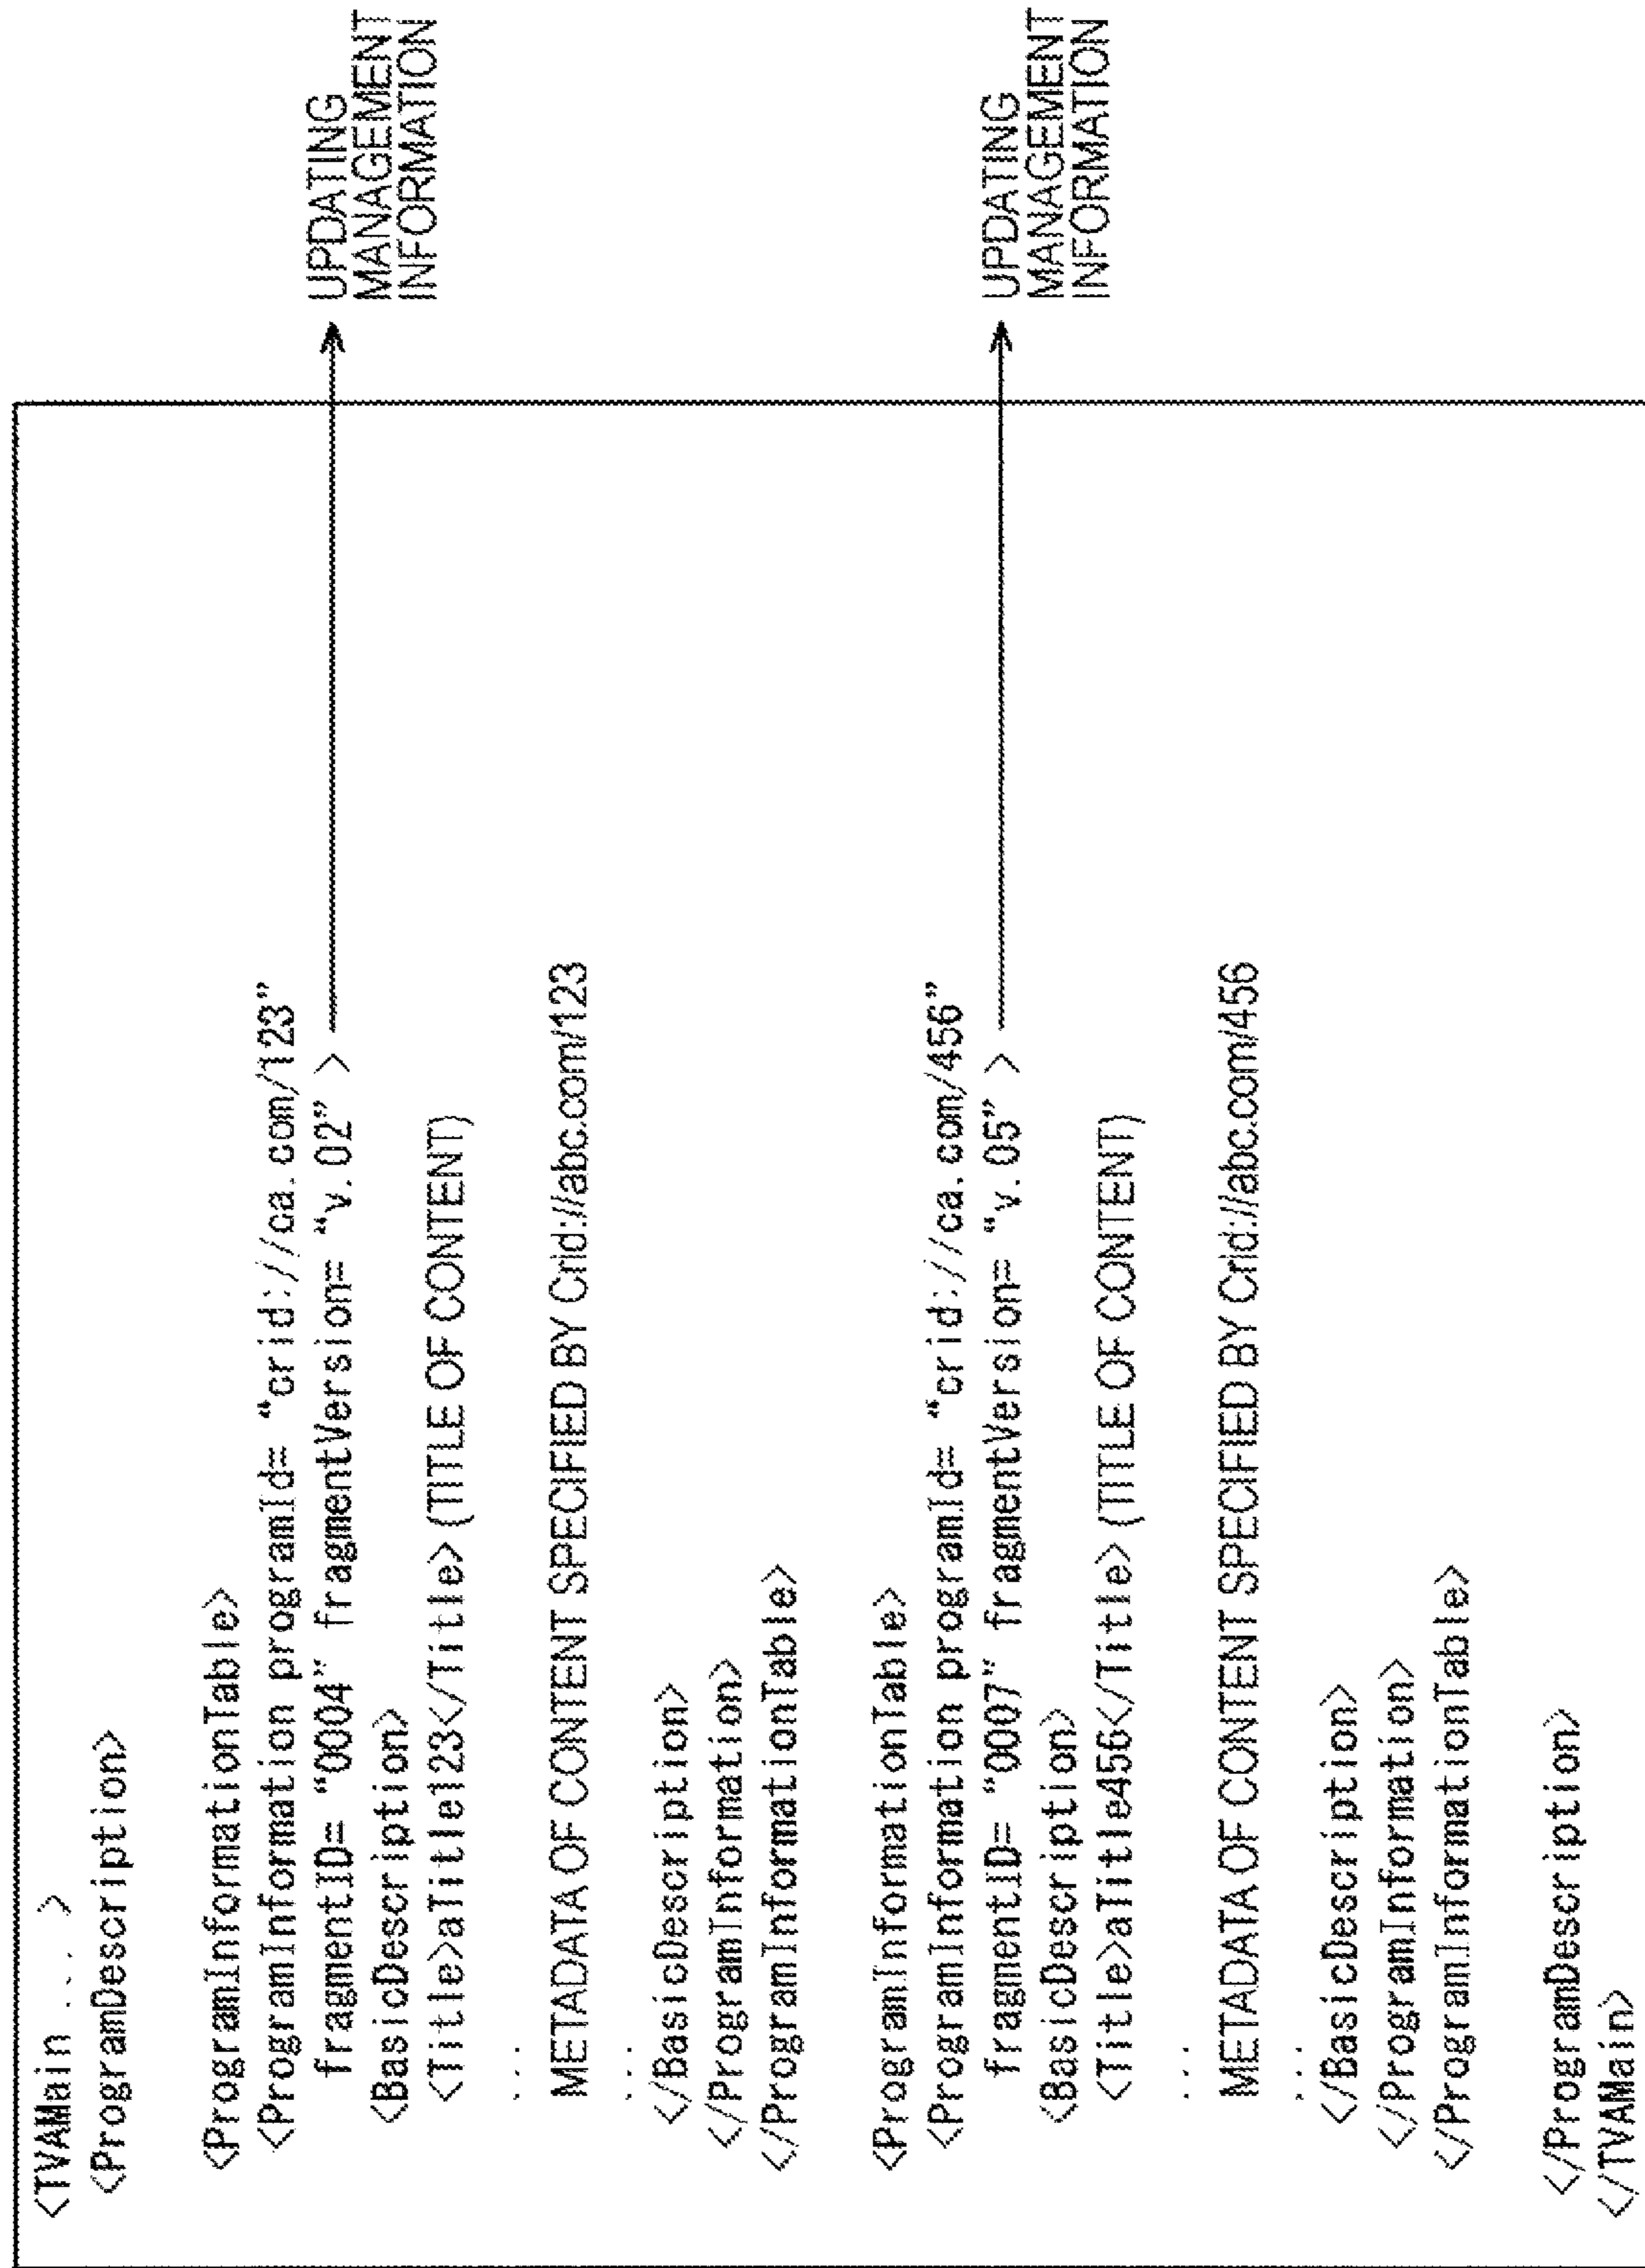 <TVAMain ... >
<ProgramDescription>
<ProgramInformationTable>
<ProgramInformation programId= “crid://ca.com/123”
fragmentID= “0004” fragmentVersion= “v.02” >
UPDATING
MANAGEMENT
INFORMATION
<BasicDescription>
<Title>aTitle123</Title> (TITLE OF CONTENT)
...
METADATA OF CONTENT SPECIFIED BY Crid://abc.com/123
...
</BasicDescription>
</ProgramInformation>
</ProgramInformationTable>
<ProgramInformationTable>
<ProgramInformation programId= “crid://ca.com/456”
fragmentID= “0007” fragmentVersion= “v.05” >
UPDATING
MANAGEMENT
INFORMATION
<BasicDescription>
<Title>aTitle456</Title> (TITLE OF CONTENT)
...
METADATA OF CONTENT SPECIFIED BY Crid://abc.com/456
...
</BasicDescription>
</ProgramInformation>
</ProgramInformationTable>
</ProgramDescription>
</TVAMain>